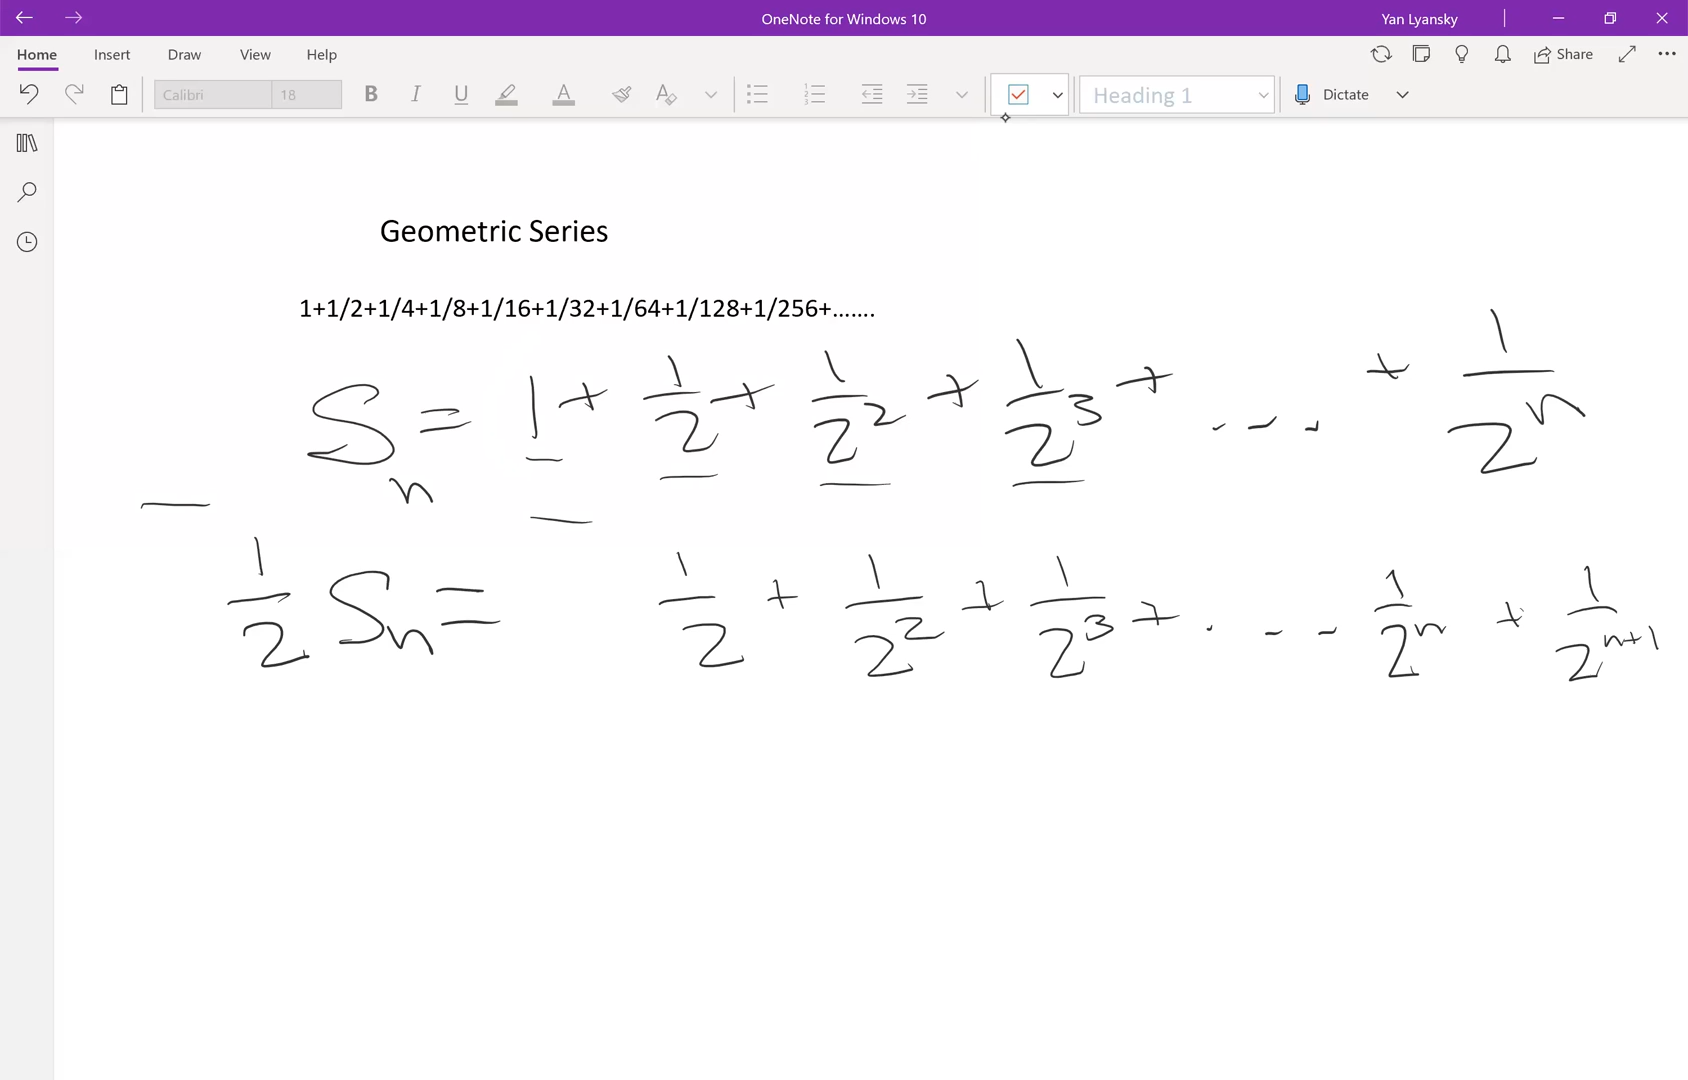 OneNote for Windows 10
Yan Lyansky
Home Insert Draw View Help Share
Calibri 18 B I U A A Heading 1 Dictate
Geometric Series
1+1/2+1/4+1/8+1/16+1/32+1/64+1/128+1/256+.......
S_n = 1 + 1/2 + 1/2^2 + 1/2^3 + ---. + 1/2^n
—
1/2 S_n = 1/2 + 1/2^2 + 1/2^3 + . - - 1/2^n + 1/2^(n+1)